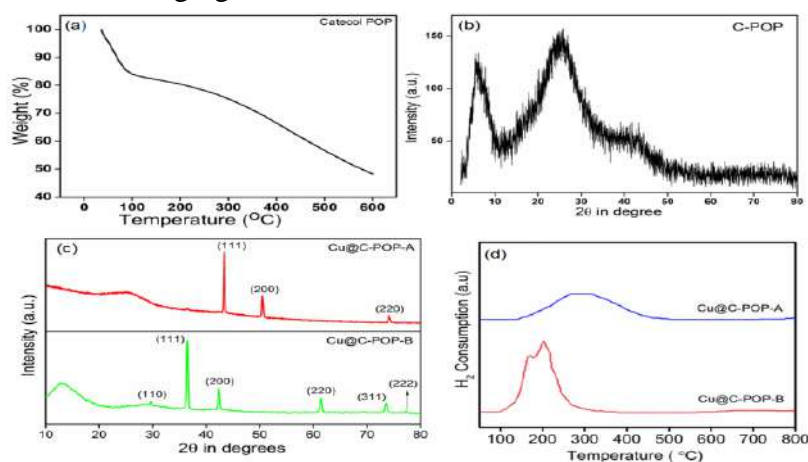 (a)
Catecol POP
100
90
80
70
60
50
40
Weight (%)
0 100 200 300 400 500 600
Temperature (°C)
(b)
C-POP
150
100
50
Intensity (a.u.)
0 10 20 30 40 50 60 70 80
2θ in degree
(c)
Cu@C-POP-A
(111)
(200)
(220)
Cu@C-POP-B
(111)
(110)
(200)
(220)
(311)
(222)
Intensity (a.u.)
10 20 30 40 50 60 70 80
2θ in degrees
(d)
Cu@C-POP-A
Cu@C-POP-B
H2 Consumption (a.u)
100 200 300 400 500 600 700 800
Temperature ( °C)